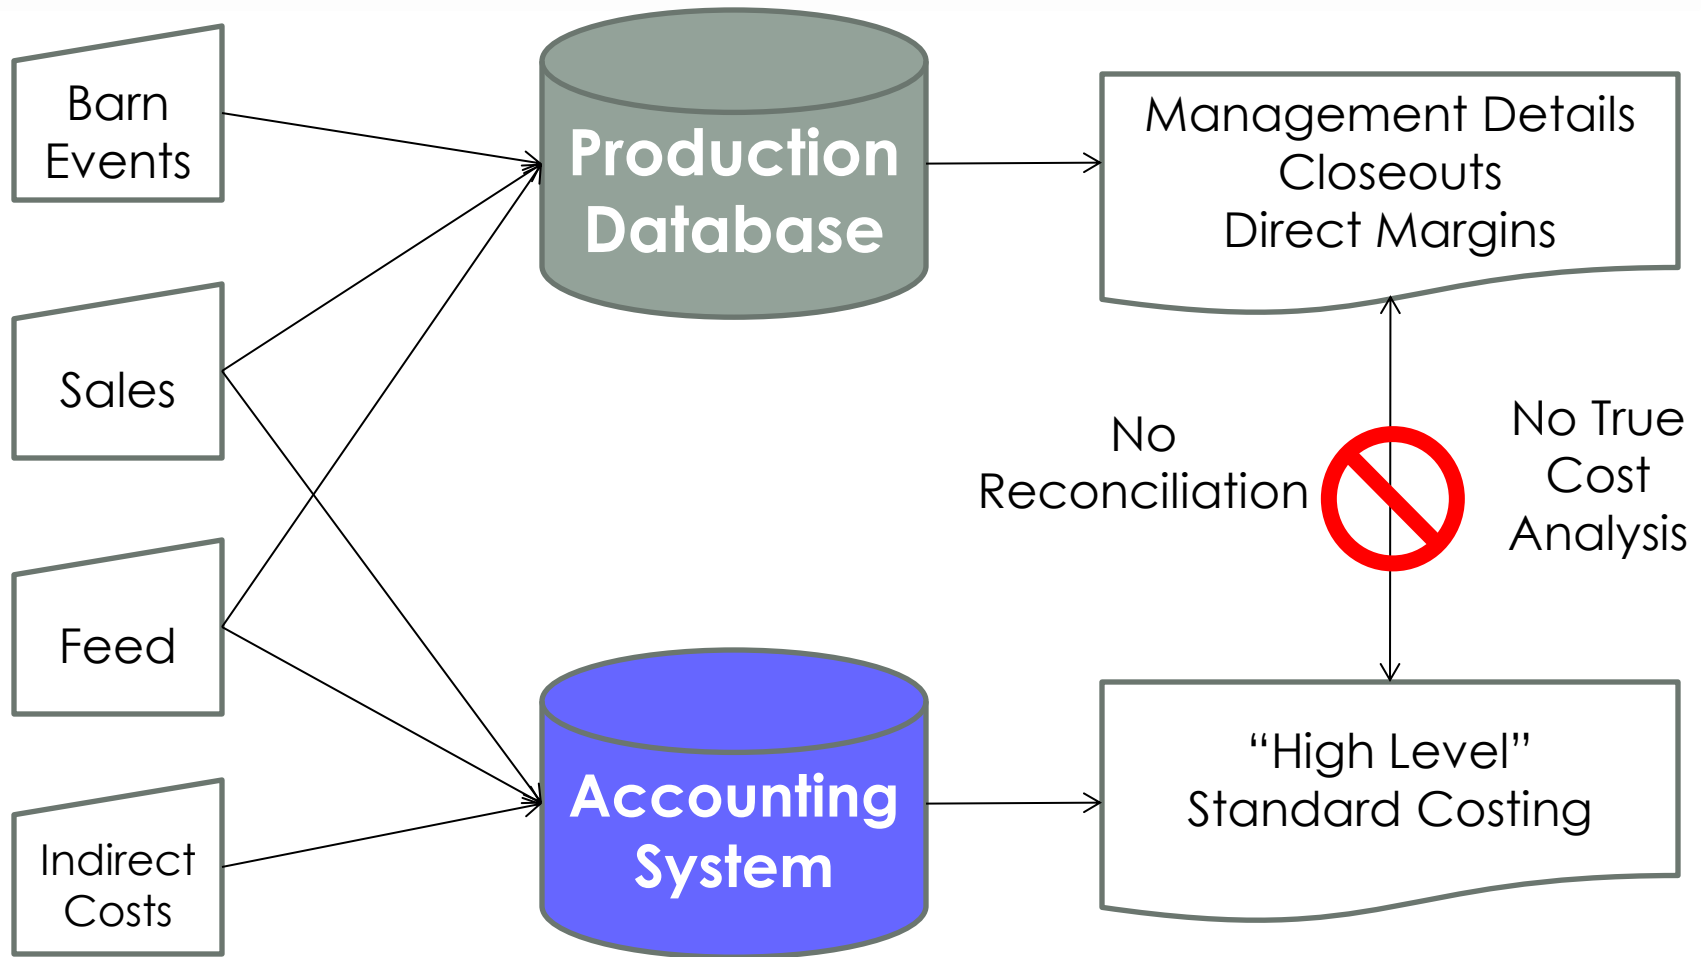 Barn
Events
Sales
Feed
Indirect
Costs
Production
Database
Accounting
System
Management Details
Closeouts
Direct Margins
No
Reconciliation
No True
Cost
Analysis
“High Level”
Standard Costing